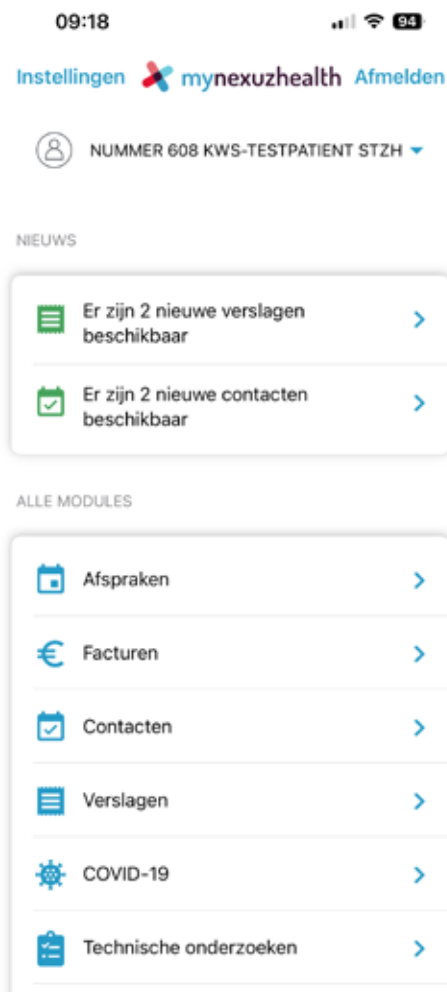 09:18 94
Instellingen mynexuzhealth Afmelden
NUMMER 608 KWS-TESTPATIENT STZH
NIEUWS
Er zijn 2 nieuwe verslagen
beschikbaar
Er zijn 2 nieuwe contacten
beschikbaar
ALLE MODULES
Afspraken
€ Facturen
Contacten
Verslagen
COVID-19
Technische onderzoeken